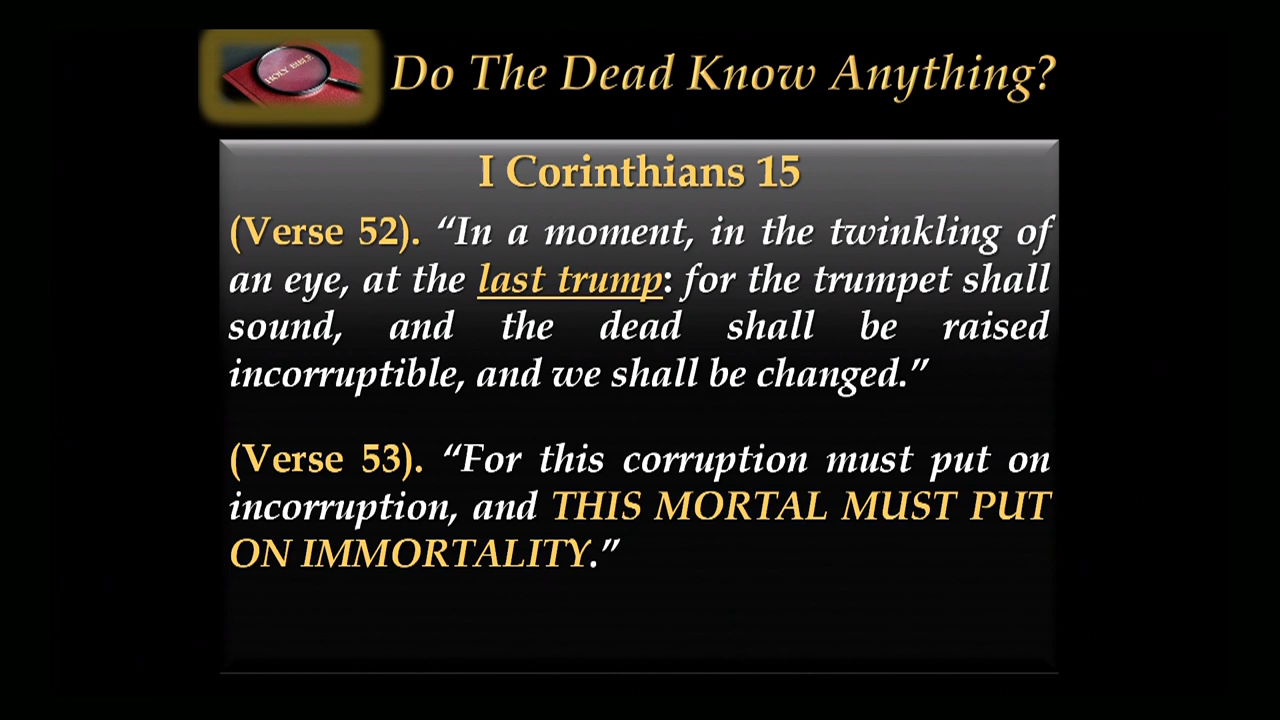 HOLY BIBLE
Do The Dead Know Anything?
I Corinthians 15
(Verse 52). “In a moment, in the twinkling of
an eye, at the last trump: for the trumpet shall
sound, and the dead shall be raised
incorruptible, and we shall be changed.”
(Verse 53). “For this corruption must put on
incorruption, and THIS MORTAL MUST PUT
ON IMMORTALITY.”